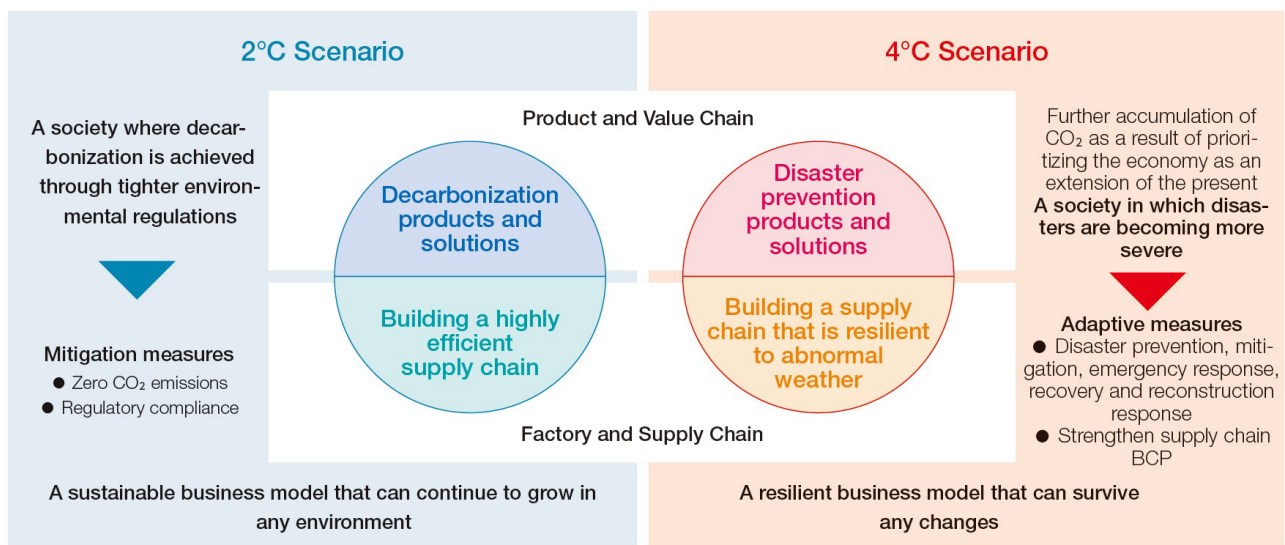 2°C Scenario
A society where decar-
bonization is achieved
through tighter environ-
mental regulations
Mitigation measures
● Zero CO₂ emissions
● Regulatory compliance
Product and Value Chain
Decarbonization
products and
solutions
Building a highly
efficient
supply chain
A sustainable business model that can continue to grow in
any environment
4°C Scenario
Disaster
prevention
products and
solutions
Building a supply
chain that is resilient
to abnormal
weather
Factory and Supply Chain
Further accumulation of
CO₂ as a result of priori-
tizing the economy as an
extension of the present
A society in which disas-
ters are becoming more
severe
Adaptive measures
● Disaster prevention, miti-
gation, emergency response,
recovery and reconstruction
response
● Strengthen supply chain
BCP
A resilient business model that can survive
any changes